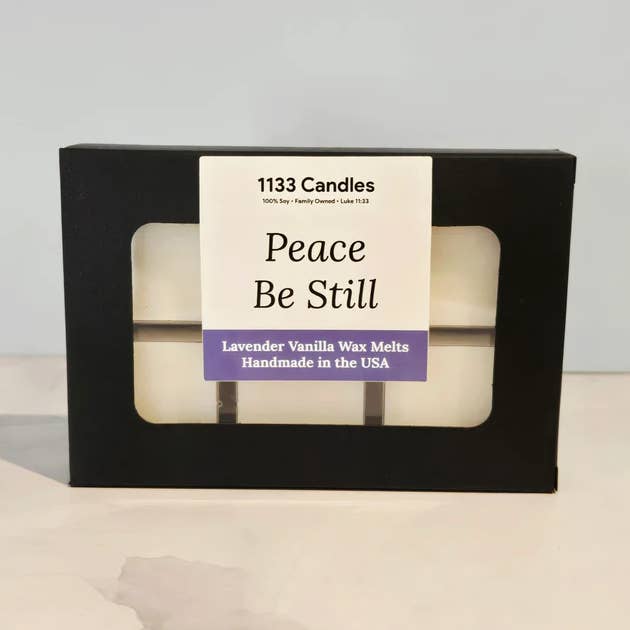 1133 Candles
100% Soy • Family Owned • Luke 11:33
Peace
Be Still
Lavender Vanilla Wax Melts
Handmade in the USA